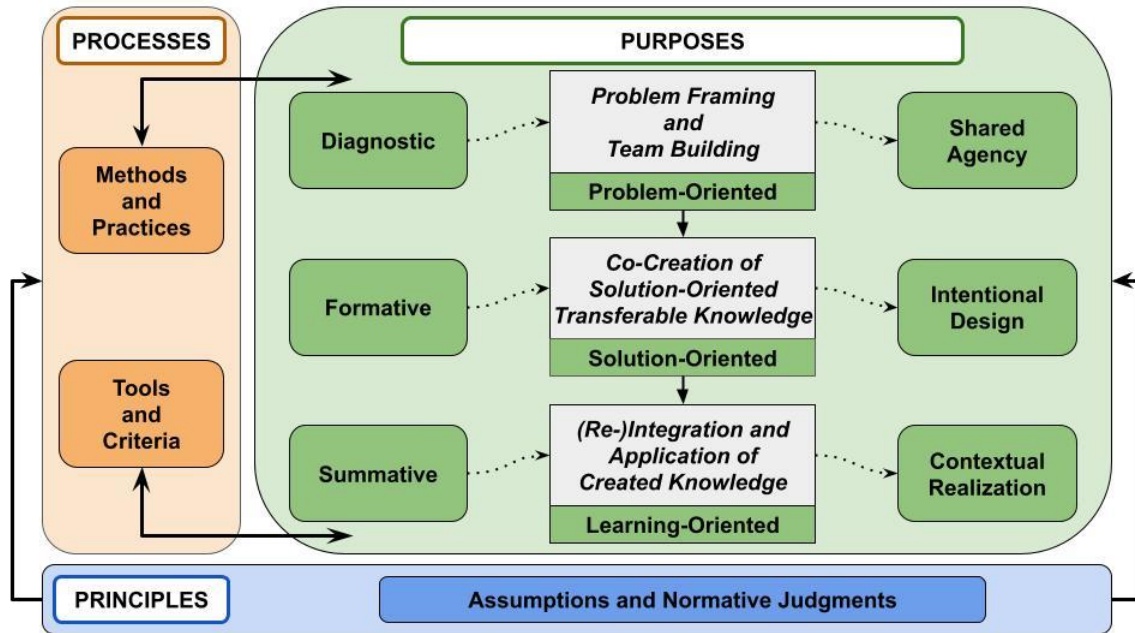 PROCESSES
Methods
and
Practices
Tools
and
Criteria
PURPOSES
Diagnostic
Problem Framing
and
Team Building
Problem-Oriented
Shared
Agency
Formative
Co-Creation of
Solution-Oriented
Transferable Knowledge
Solution-Oriented
Intentional
Design
Summative
(Re-)Integration and
Application of
Created Knowledge
Learning-Oriented
Contextual
Realization
PRINCIPLES
Assumptions and Normative Judgments